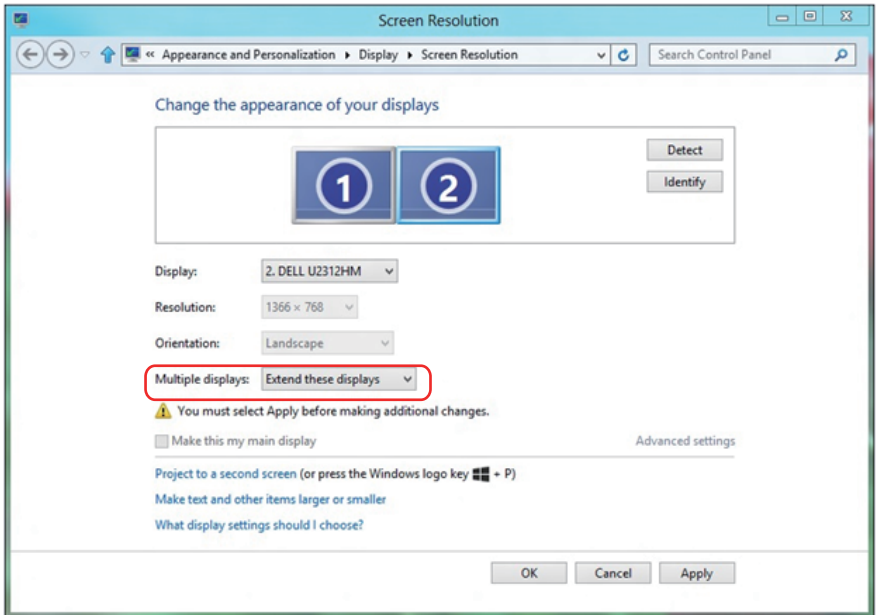 Screen Resolution
« Appearance and Personalization Display Screen Resolution
Search Control Panel
Change the appearance of your displays
1 2
Detect
Identify
Display: 2. DELL U2312HM
Resolution: 1366 × 768
Orientation: Landscape
Multiple displays: Extend these displays
You must select Apply before making additional changes.
Make this my main display Advanced settings
Project to a second screen (or press the Windows logo key + P)
Make text and other items larger or smaller
What display settings should I choose?
OK Cancel Apply